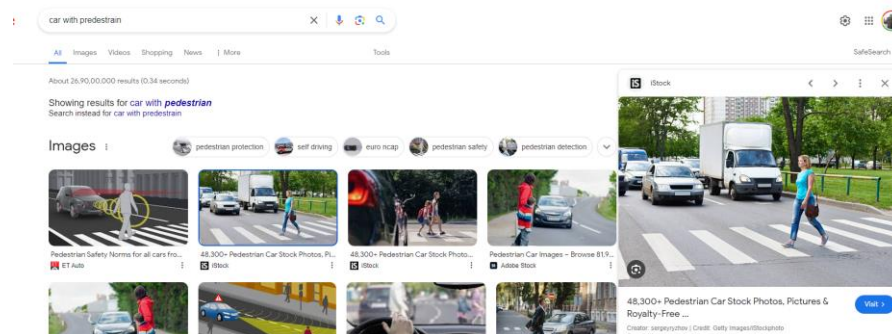 car with predestrain
All Images Videos Shopping News More Tools SafeSearch
About 26,90,00,000 results (0.34 seconds)
Showing results for car with pedestrian
Search instead for car with predestrain
Images
pedestrian protection self driving euro ncap pedestrian safety pedestrian detection
Pedestrian Safety Norms for all cars fro...
ET Auto
48,300+ Pedestrian Car Stock Photos, Pi...
iStock
48,300+ Pedestrian Car Stock Photo...
iStock
Pedestrian Car Images – Browse 81,9...
Adobe Stock
iStock
48,300+ Pedestrian Car Stock Photos, Pictures &
Royalty-Free ....
Visit >
Creator: sergeyryzhov | Credit: Getty Images/iStockphoto